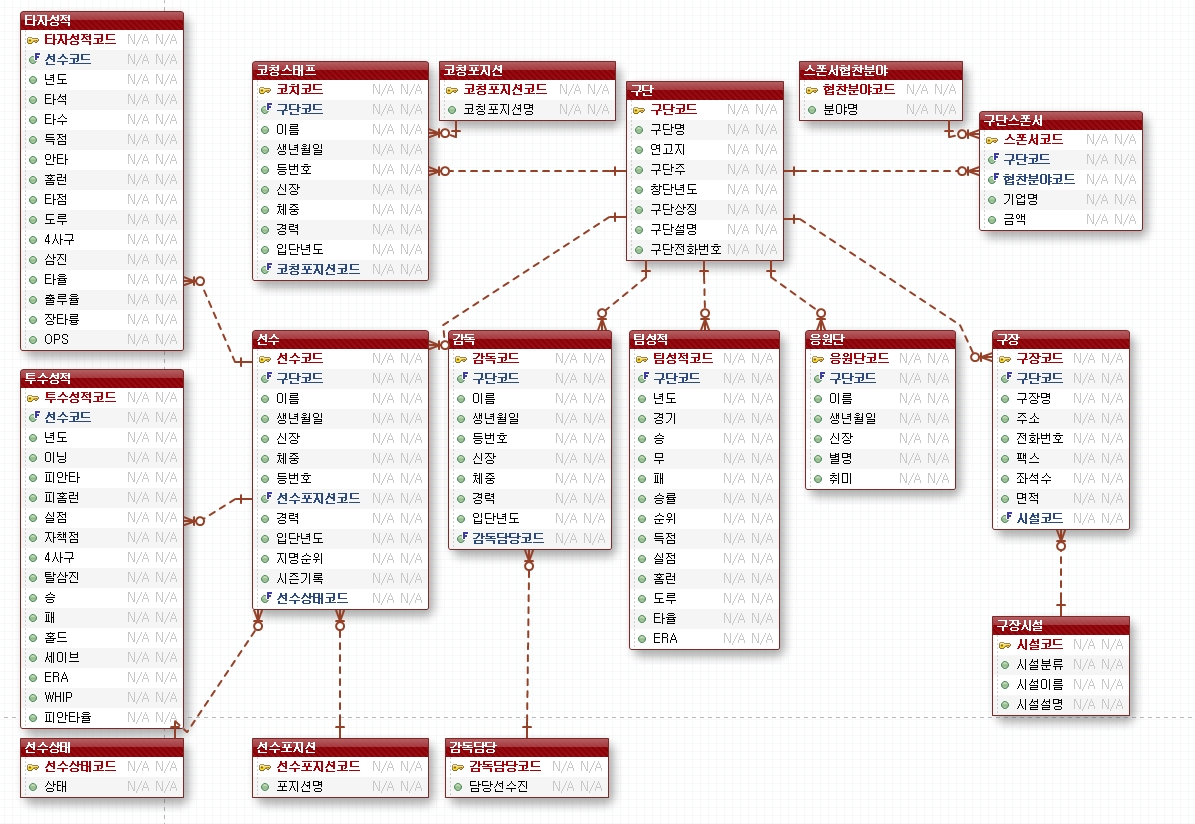 타자성적
타자성적코드 N/A N/A
선수코드 N/A N/A
년도 N/A N/A
타석 N/A N/A
타수 N/A N/A
득점 N/A N/A
안타 N/A N/A
홈런 N/A N/A
타점 N/A N/A
도루 N/A N/A
4사구 N/A N/A
삼진 N/A N/A
타율 N/A N/A
출루율 N/A N/A
장타률 N/A N/A
OPS N/A N/A
코칭스태프
코치코드 N/A N/A
구단코드 N/A N/A
이름 N/A N/A
생년월일 N/A N/A
등번호 N/A N/A
신장 N/A N/A
체중 N/A N/A
경력 N/A N/A
입단년도 N/A N/A
코칭포지션코드 N/A N/A
코칭포지션
코칭포지션코드 N/A N/A
코칭포지션명 N/A N/A
구단
구단코드 N/A N/A
구단명 N/A N/A
연고지 N/A N/A
구단주 N/A N/A
창단년도 N/A N/A
구단상징 N/A N/A
구단설명 N/A N/A
구단전화번호 N/A N/A
스폰서협찬분야
협찬분야코드 N/A N/A
분야명 N/A N/A
구단스폰서
스폰서코드 N/A N/A
구단코드 N/A N/A
협찬분야코드 N/A N/A
기업명 N/A N/A
금액 N/A N/A
투수성적
투수성적코드 N/A N/A
선수코드 N/A N/A
년도 N/A N/A
이닝 N/A N/A
피안타 N/A N/A
피홈런 N/A N/A
실점 N/A N/A
자책점 N/A N/A
4사구 N/A N/A
탈삼진 N/A N/A
승 N/A N/A
패 N/A N/A
홀드 N/A N/A
세이브 N/A N/A
ERA N/A N/A
WHIP N/A N/A
피안타율 N/A N/A
선수
선수코드 N/A N/A
구단코드 N/A N/A
이름 N/A N/A
생년월일 N/A N/A
신장 N/A N/A
체중 N/A N/A
등번호 N/A N/A
선수포지션코드 N/A N/A
경력 N/A N/A
입단년도 N/A N/A
지명순위 N/A N/A
시즌기록 N/A N/A
선수상태코드 N/A N/A
감독
감독코드 N/A N/A
구단코드 N/A N/A
이름 N/A N/A
생년월일 N/A N/A
등번호 N/A N/A
신장 N/A N/A
체중 N/A N/A
경력 N/A N/A
입단년도 N/A N/A
감독담당코드 N/A N/A
팀성적
팀성적코드 N/A N/A
구단코드 N/A N/A
년도 N/A N/A
경기 N/A N/A
승 N/A N/A
무 N/A N/A
패 N/A N/A
승률 N/A N/A
순위 N/A N/A
득점 N/A N/A
실점 N/A N/A
홈런 N/A N/A
도루 N/A N/A
타율 N/A N/A
ERA N/A N/A
응원단
응원단코드 N/A N/A
구단코드 N/A N/A
이름 N/A N/A
생년월일 N/A N/A
신장 N/A N/A
별명 N/A N/A
취미 N/A N/A
구장
구장코드 N/A N/A
구단코드 N/A N/A
구장명 N/A N/A
주소 N/A N/A
전화번호 N/A N/A
팩스 N/A N/A
좌석수 N/A N/A
면적 N/A N/A
시설코드 N/A N/A
구장시설
시설코드 N/A N/A
시설분류 N/A N/A
시설이름 N/A N/A
시설설명 N/A N/A
선수상태
선수상태코드 N/A N/A
상태 N/A N/A
선수포지션
선수포지션코드 N/A N/A
포지션명 N/A N/A
감독담당
감독담당코드 N/A N/A
담당선수진 N/A N/A